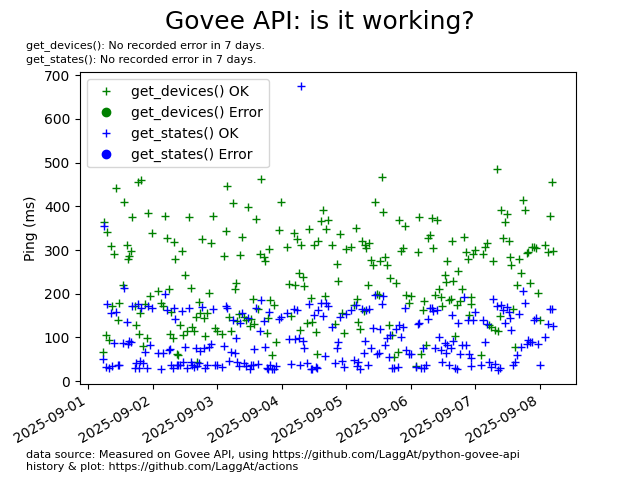 Govee API: is it working?
get_devices(): No recorded error in 7 days.
get_states(): No recorded error in 7 days.
get_devices() OK
get_devices() Error
get_states() OK
get_states() Error
Ping (ms)
700
600
500
400
300
200
100
0
2025-09-01
2025-09-02
2025-09-03
2025-09-04
2025-09-05
2025-09-06
2025-09-07
2025-09-08
data source: Measured on Govee API, using https://github.com/LaggAt/python-govee-api
history & plot: https://github.com/LaggAt/actions